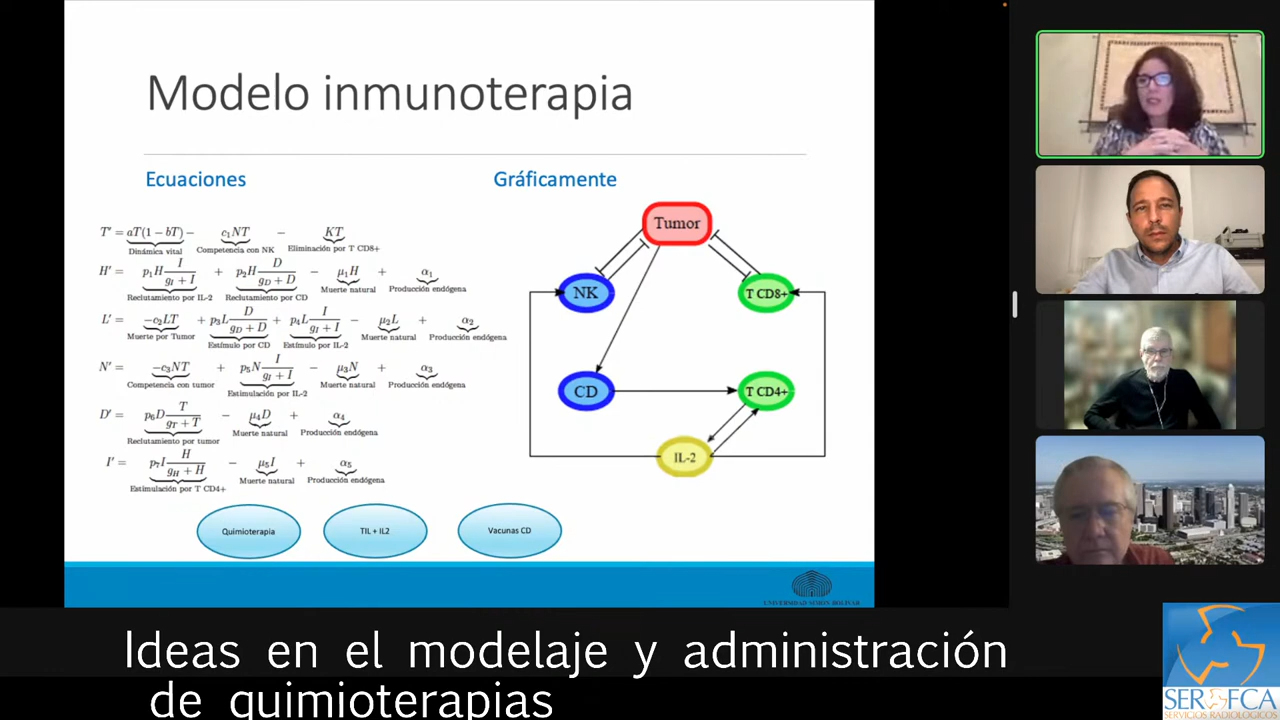 Modelo inmunoterapia
Ecuaciones
T′ = aT(1 − bT) − c₁NT − KT
Dinámica vital Competencia con NK Eliminación por T CD8+
H′ = p₁H I/(g_I + I) + p₂H D/(g_D + D) − μ₁H + α₁
Reclutamiento por IL-2 Reclutamiento por CD Muerte natural Producción endógena
L′ = −c₂LT + p₃L D/(g_D + D) + p₄L I/(g_I + I) − μ₂L + α₂
Muerte por Tumor Estímulo por CD Estímulo por IL-2 Muerte natural Producción endógena
N′ = −c₃NT + p₅N I/(g_I + I) − μ₃N + α₃
Competencia con tumor Estimulación por IL-2 Muerte natural Producción endógena
D′ = p₆D T/(g_T + T) − μ₄D + α₄
Reclutamiento por tumor Muerte natural Producción endógena
I′ = p₇I H/(g_H + H) − μ₅I + α₅
Estimulación por T CD4+ Muerte natural Producción endógena
Gráficamente
Tumor
NK
T CD8+
CD
T CD4+
IL-2
Quimioterapia
TIL + IL2
Vacunas CD
UNIVERSIDAD SIMÓN BOLÍVAR
Ideas en el modelaje y administración
de quimioterapias
SEROFCA
SERVICIOS RADIOLÓGICOS